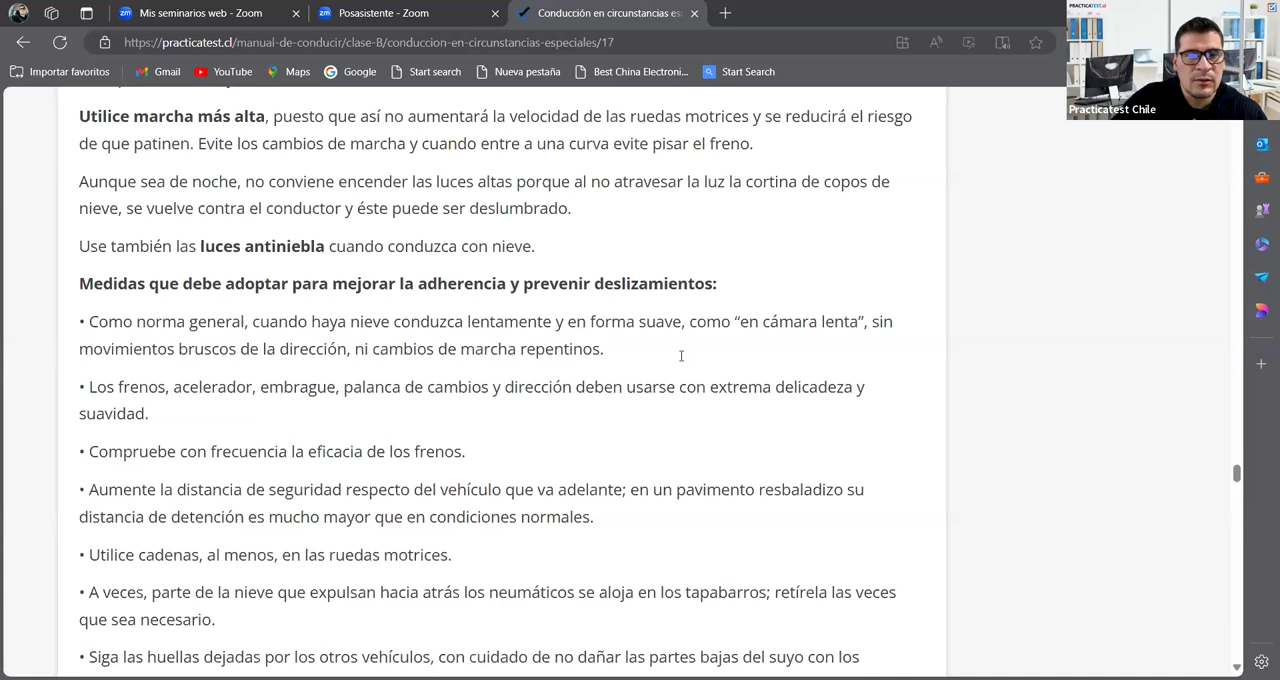 Mis seminarios web - Zoom
Posasistente - Zoom
Conducción en circunstancias es
https://practicatest.cl/manual-de-conducir/clase-B/conduccion-en-circunstancias-especiales/17
Importar favoritos
Gmail
YouTube
Maps
Google
Start search
Nueva pestaña
Best China Electroni...
Start Search
PRACTICATEST.cl
Practicatest Chile
Utilice marcha más alta, puesto que así no aumentará la velocidad de las ruedas motrices y se reducirá el riesgo
de que patinen. Evite los cambios de marcha y cuando entre a una curva evite pisar el freno.
Aunque sea de noche, no conviene encender las luces altas porque al no atravesar la luz la cortina de copos de
nieve, se vuelve contra el conductor y éste puede ser deslumbrado.
Use también las luces antiniebla cuando conduzca con nieve.
Medidas que debe adoptar para mejorar la adherencia y prevenir deslizamientos:
• Como norma general, cuando haya nieve conduzca lentamente y en forma suave, como “en cámara lenta”, sin
movimientos bruscos de la dirección, ni cambios de marcha repentinos.
• Los frenos, acelerador, embrague, palanca de cambios y dirección deben usarse con extrema delicadeza y
suavidad.
• Compruebe con frecuencia la eficacia de los frenos.
• Aumente la distancia de seguridad respecto del vehículo que va adelante; en un pavimento resbaladizo su
distancia de detención es mucho mayor que en condiciones normales.
• Utilice cadenas, al menos, en las ruedas motrices.
• A veces, parte de la nieve que expulsan hacia atrás los neumáticos se aloja en los tapabarros; retírela las veces
que sea necesario.
• Siga las huellas dejadas por los otros vehículos, con cuidado de no dañar las partes bajas del suyo con los